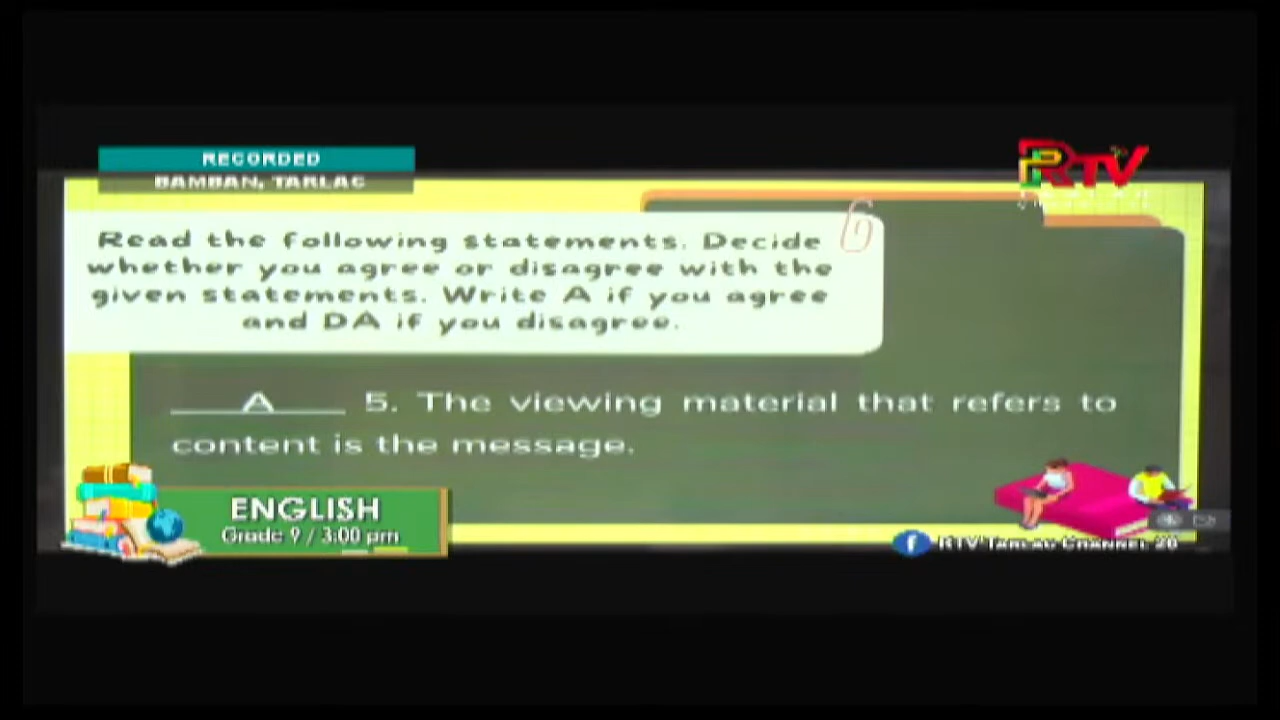 RECORDED
BAMBAN, TARLAC
RTV
6
Read the following statements. Decide
whether you agree or disagree with the
given statements. Write A if you agree
and DA if you disagree.
A 5. The viewing material that refers to
content is the message.
ENGLISH
Grade 9 / 3:00 pm
f RTV Tarlac Channel 26